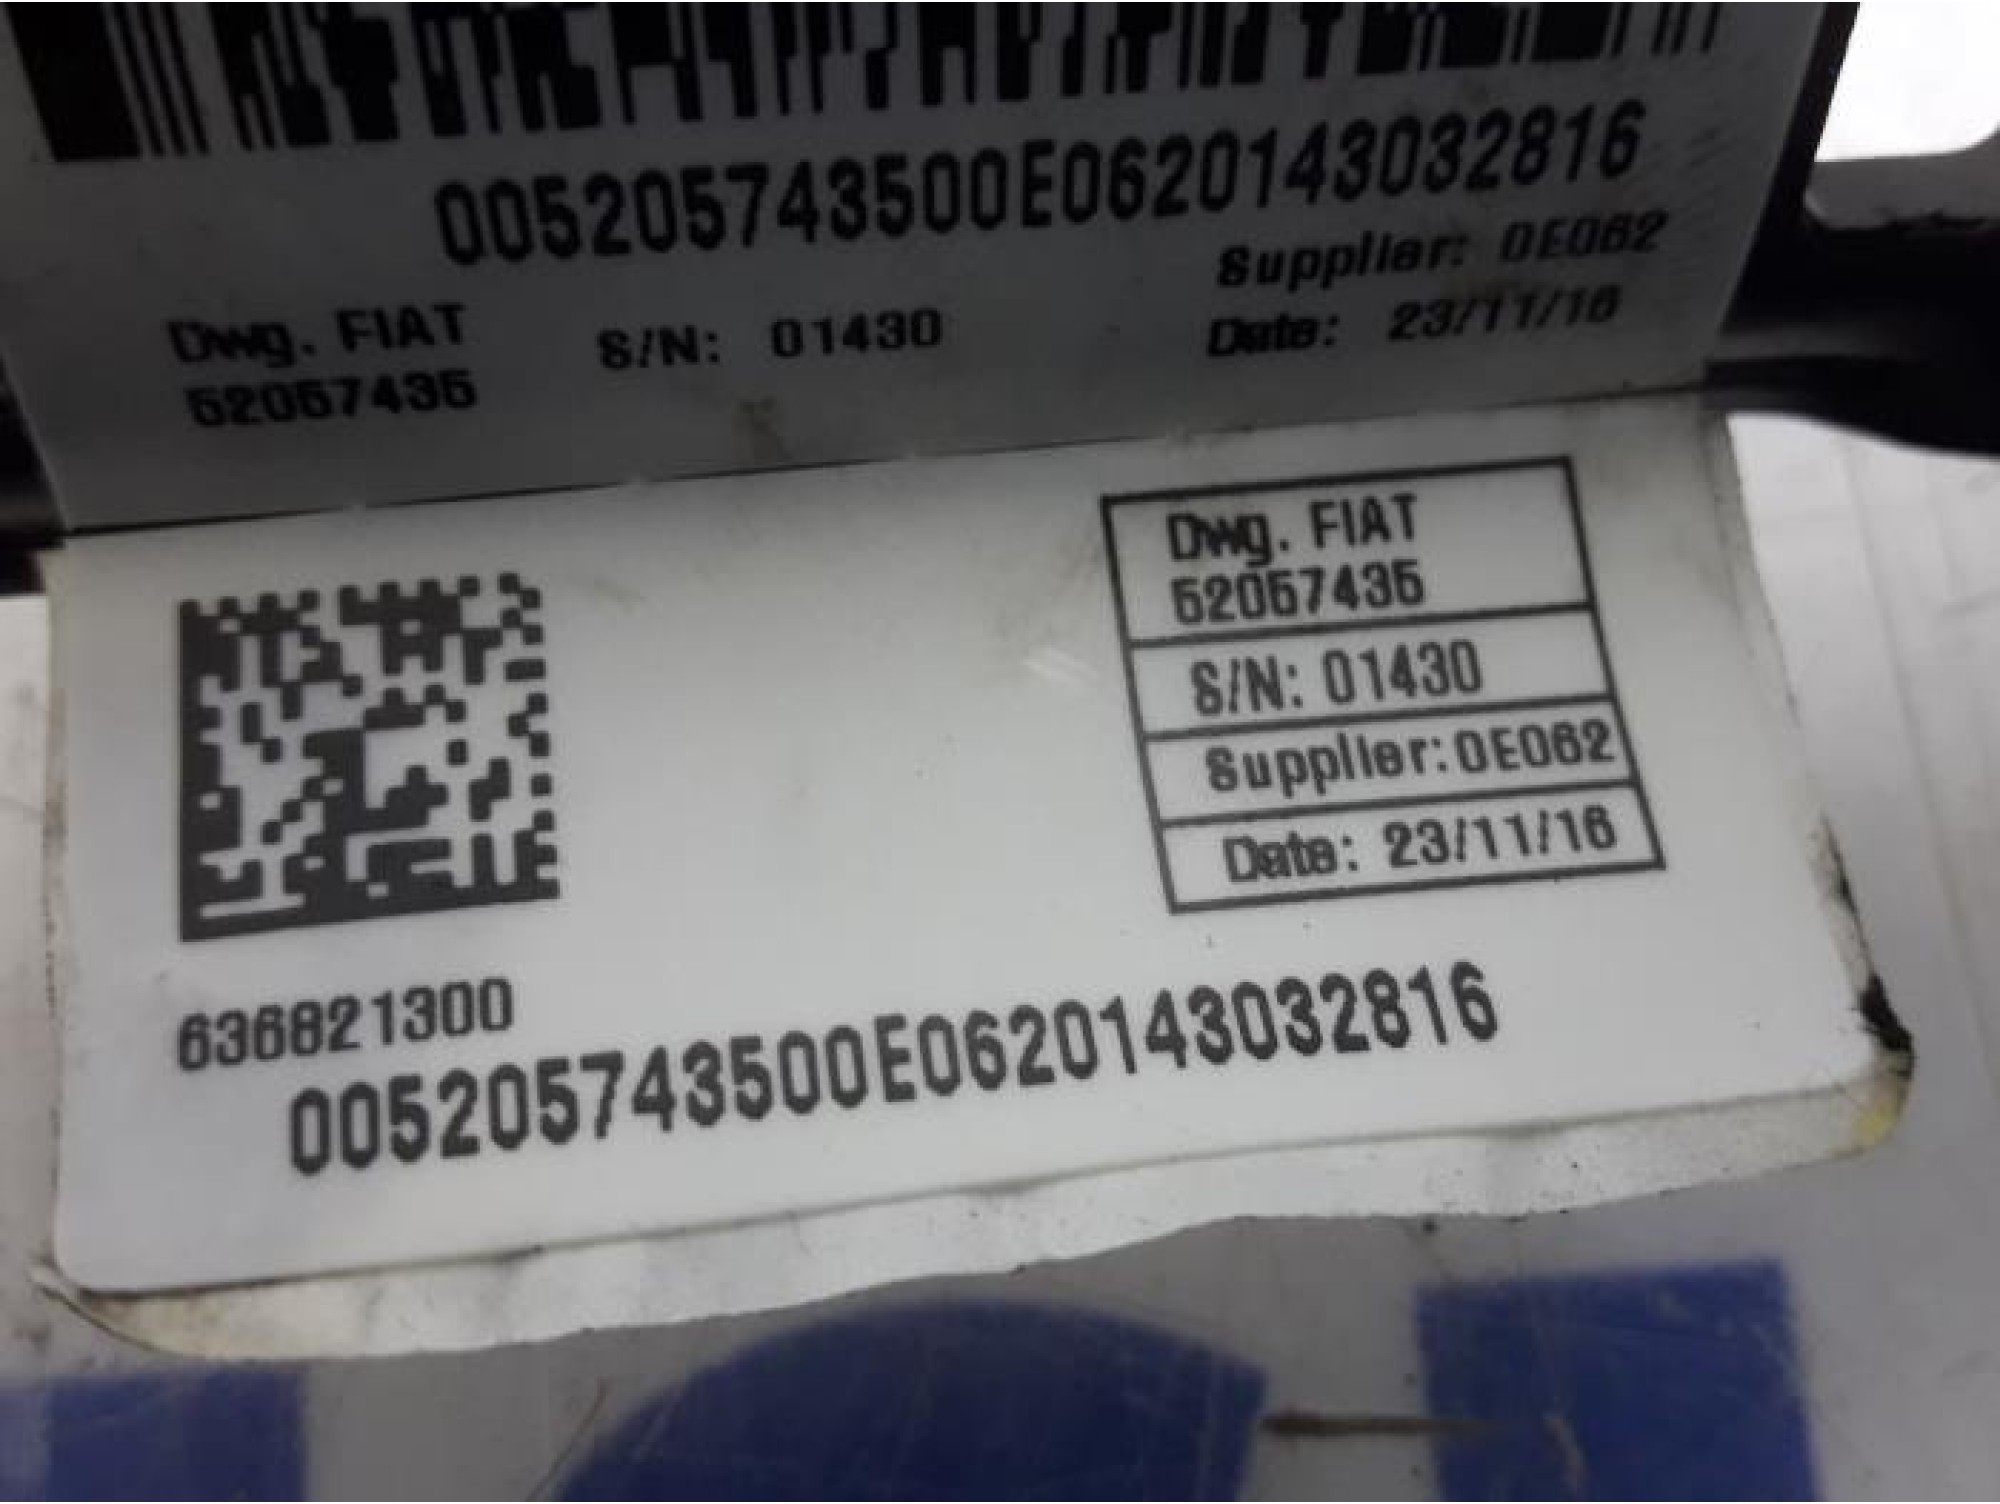 005205743500E0620143032816
Supplier: 0E062
Dwg. FIAT S/N: 01430 Date: 23/11/16
52057435
Dwg. FIAT
52057435
S/N: 01430
Supplier: 0E062
Date: 23/11/16
636821300
005205743500E0620143032816